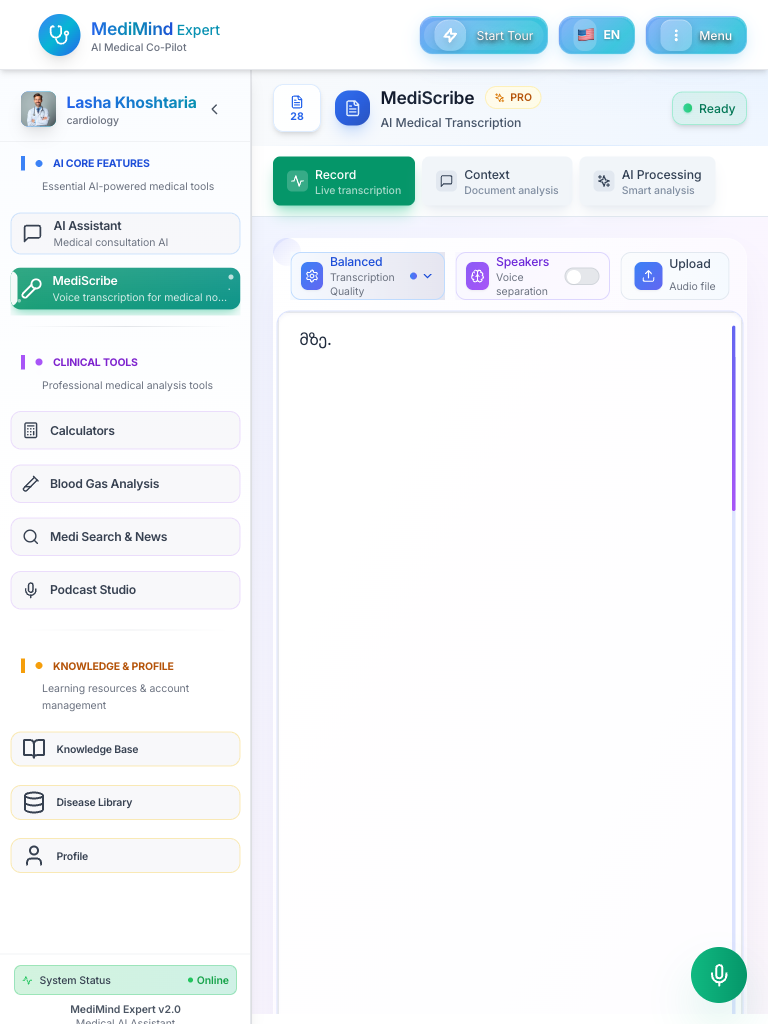 MediMind Expert
AI Medical Co-Pilot
Start Tour
EN
Menu
Lasha Khoshtaria
cardiology
AI CORE FEATURES
Essential AI-powered medical tools
AI Assistant
Medical consultation AI
MediScribe
Voice transcription for medical no...
CLINICAL TOOLS
Professional medical analysis tools
Calculators
Blood Gas Analysis
Medi Search & News
Podcast Studio
KNOWLEDGE & PROFILE
Learning resources & account
management
Knowledge Base
Disease Library
Profile
System Status
Online
MediMind Expert v2.0
Medical AI Assistant
28
MediScribe
PRO
AI Medical Transcription
Ready
Record
Live transcription
Context
Document analysis
AI Processing
Smart analysis
Balanced
Transcription
Quality
Speakers
Voice
separation
Upload
Audio file
მზე.